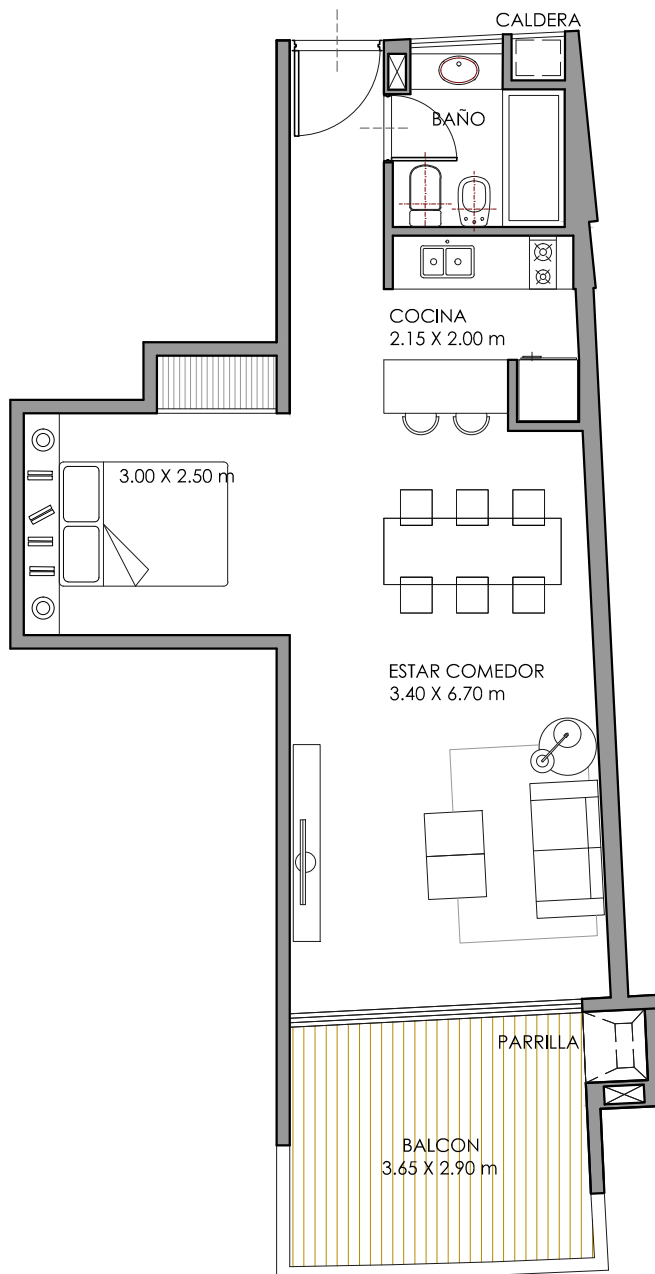 CALDERA
BAÑO
COCINA
2.15 X 2.00 m
3.00 X 2.50 m
ESTAR COMEDOR
3.40 X 6.70 m
PARRILLA
BALCON
3.65 X 2.90 m